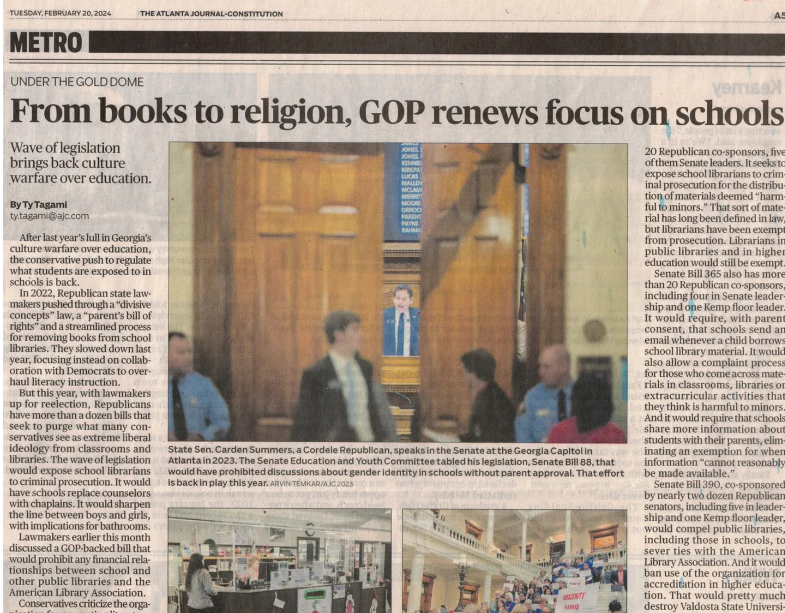 TUESDAY, FEBRUARY 20, 2024 THE ATLANTA JOURNAL-CONSTITUTION
METRO
UNDER THE GOLD DOME
From books to religion, GOP renews focus on schools
Wave of legislation
brings back culture
warfare over education.
By Ty Tagami
ty.tagami@ajc.com
After last year's lull in Georgia's
culture warfare over education,
the conservative push to regulate
what students are exposed to in
schools is back.
In 2022, Republican state law-
makers pushed through a "divisive
concepts" law, a "parent's bill of
rights" and a streamlined process
for removing books from school
libraries. They slowed down last
year, focusing instead on collab-
oration with Democrats to over-
haul literacy instruction.
But this year, with lawmakers
up for reelection, Republicans
have more than a dozen bills that
seek to purge what many con-
servatives see as extreme liberal
ideology from classrooms and
libraries. The wave of legislation
would expose school librarians
to criminal prosecution. It would
have schools replace counselors
with chaplains. It would sharpen
the line between boys and girls,
with implications for bathrooms.
Lawmakers earlier this month
discussed a GOP-backed bill that
would prohibit any financial rela-
tionships between school and
other public libraries and the
American Library Association.
Conservatives criticize the orga-
JONES.
JONES,
KENNE
KIRKPAT
LUCAS
MALLOW
MCLAUR
MERRIT
MOORE
ORROCK
PARENT
PAYNE
RAHMA
State Sen. Carden Summers, a Cordele Republican, speaks in the Senate at the Georgia Capitol in
Atlanta in 2023. The Senate Education and Youth Committee tabled his legislation, Senate Bill 88, that
would have prohibited discussions about gender identity in schools without parent approval. That effort
is back in play this year. ARVIN TEMKAR/AJC 2023
20 Republican co-sponsors, five
of them Senate leaders. It seeks to
expose school librarians to crim-
inal prosecution for the distribu-
tion of materials deemed "harm-
ful to minors." That sort of mate-
rial has long been defined in law,
but librarians have been exempt
from prosecution. Librarians in
public libraries and in higher
education would still be exempt.
Senate Bill 365 also has more
than 20 Republican co-sponsors,
including four in Senate leader-
ship and one Kemp floor leader.
It would require, with parent
consent, that schools send an
email whenever a child borrows
school library material. It would
also allow a complaint process
for those who come across mate-
rials in classrooms, libraries or
extracurricular activities that
they think is harmful to minors.
And it would require that schools
share more information about
students with their parents, elim-
inating an exemption for when
information "cannot reasonably
be made available."
Senate Bill 390, co-sponsored
by nearly two dozen Republican
senators, including five in leader-
ship and one Kemp floor leader,
would compel public libraries,
including those in schools, to
sever ties with the American
Library Association. And it would
ban use of the organization for
accreditation in higher educa-
tion. That would pretty much
destroy Valdosta State Universi-